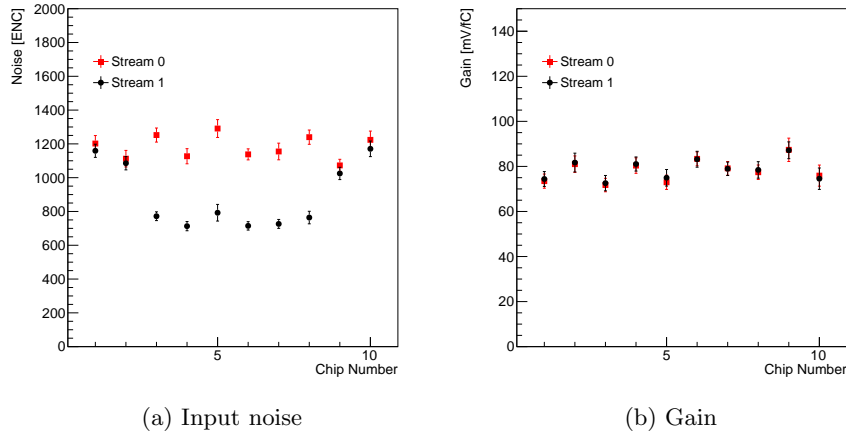 Noise [ENC]
2000
1800
1600
1400
1200
1000
800
600
400
200
0
Stream 0
Stream 1
5
10
Chip Number
(a) Input noise
Gain [mV/fC]
140
120
100
80
60
40
20
0
Stream 0
Stream 1
5
10
Chip Number
(b) Gain